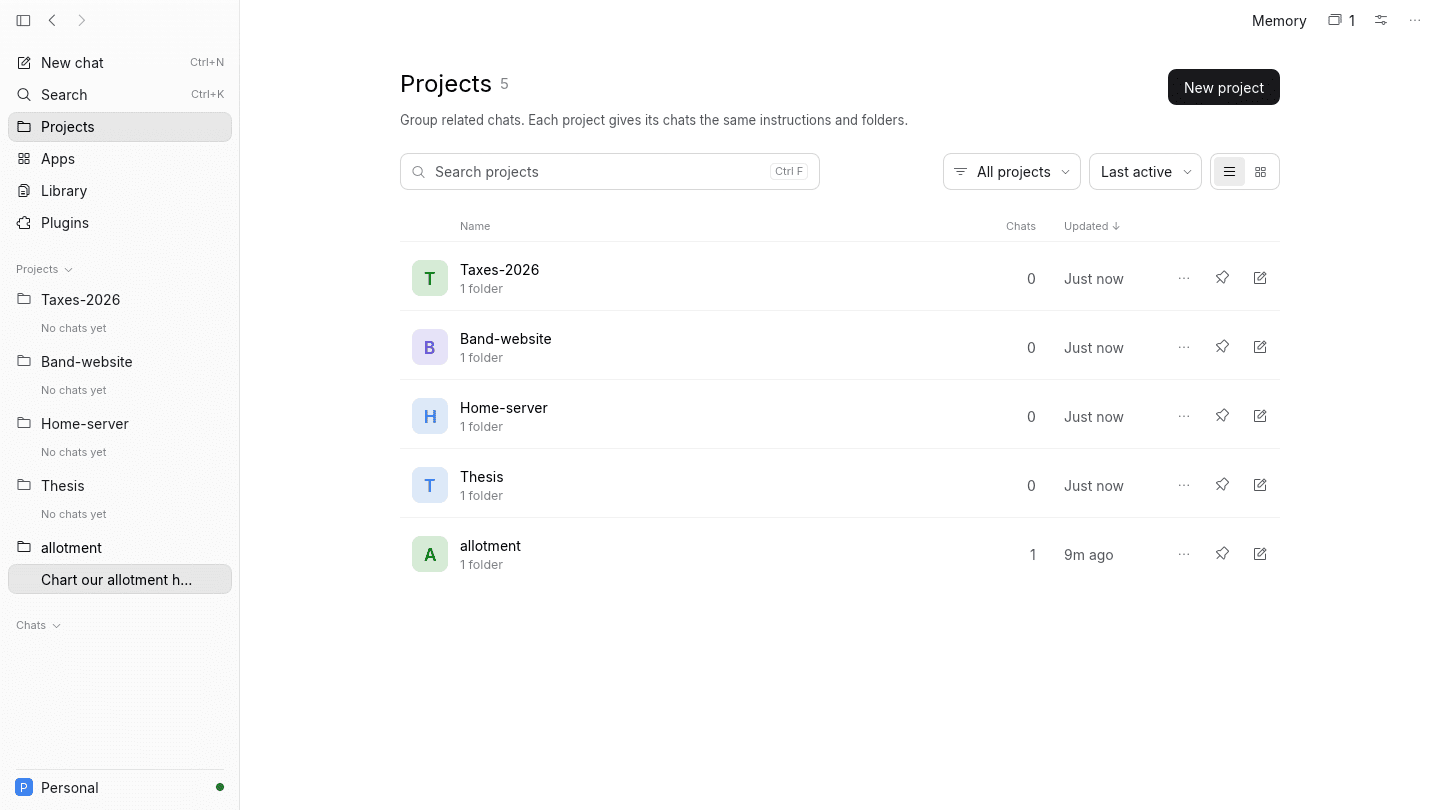 Memory
1
New chat
Ctrl+N
Search
Ctrl+K
Projects
Apps
Library
Plugins
Projects
Taxes-2026
No chats yet
Band-website
No chats yet
Home-server
No chats yet
Thesis
No chats yet
allotment
Chart our allotment h...
Chats
P Personal
Projects 5
New project
Group related chats. Each project gives its chats the same instructions and folders.
Search projects
Ctrl F
All projects
Last active
Name Chats Updated ↓
T Taxes-2026 0 Just now
1 folder
B Band-website 0 Just now
1 folder
H Home-server 0 Just now
1 folder
T Thesis 0 Just now
1 folder
A allotment 1 9m ago
1 folder